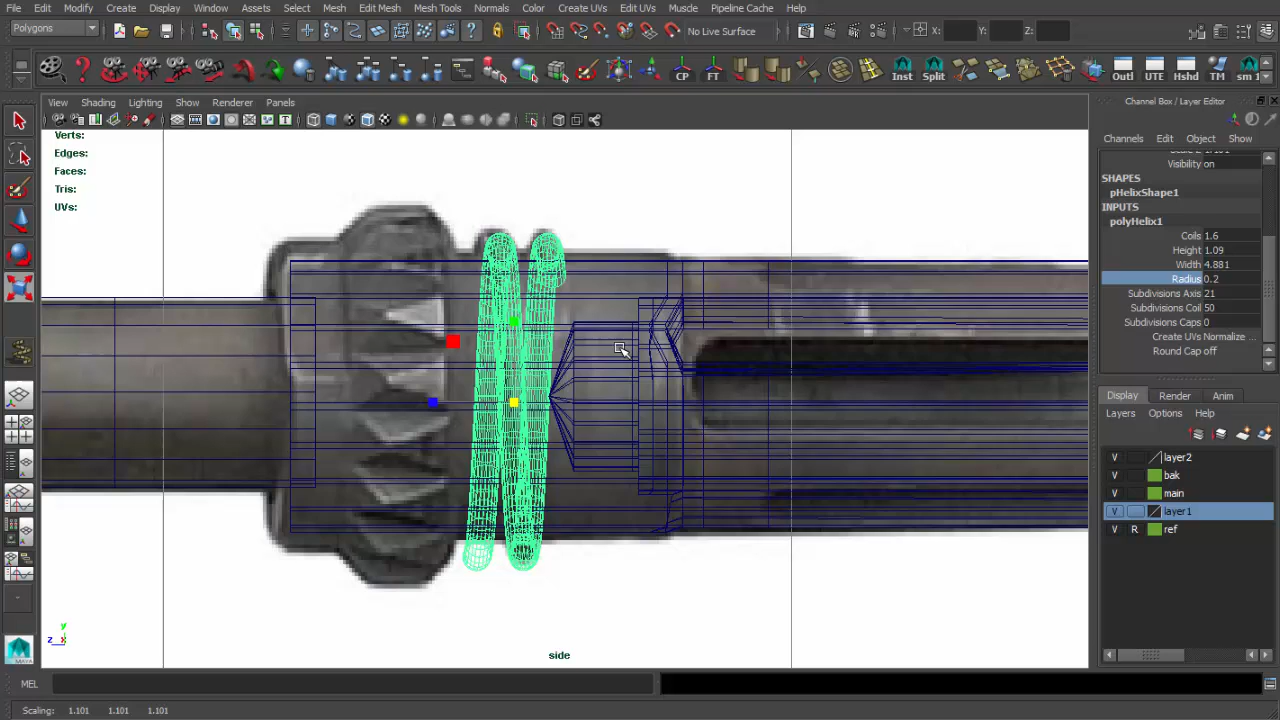 File Edit Modify Create Display Window Assets Select Mesh Edit Mesh Mesh Tools Normals Color Create UVs Edit UVs Muscle Pipeline Cache Help
Polygons No Live Surface X: Y: Z:
CP FT Inst Split Outl UTE Hshd TM sm 1
View Shading Lighting Show Renderer Panels
Channel Box / Layer Editor
Verts:
Edges:
Faces:
Tris:
UVs:
Channels Edit Object Show
Visibility on
SHAPES
pHelixShape1
INPUTS
polyHelix1
Coils 1.6
Height 1.09
Width 4.881
Radius 0.2
Subdivisions Axis 21
Subdivisions Coil 50
Subdivisions Caps 0
Create UVs Normalize ...
Round Cap off
Display Render Anim
Layers Options Help
V layer2
V bak
V main
V layer1
V R ref
y
z x
side
MAYA
MEL
Scaling: 1.101 1.101 1.101